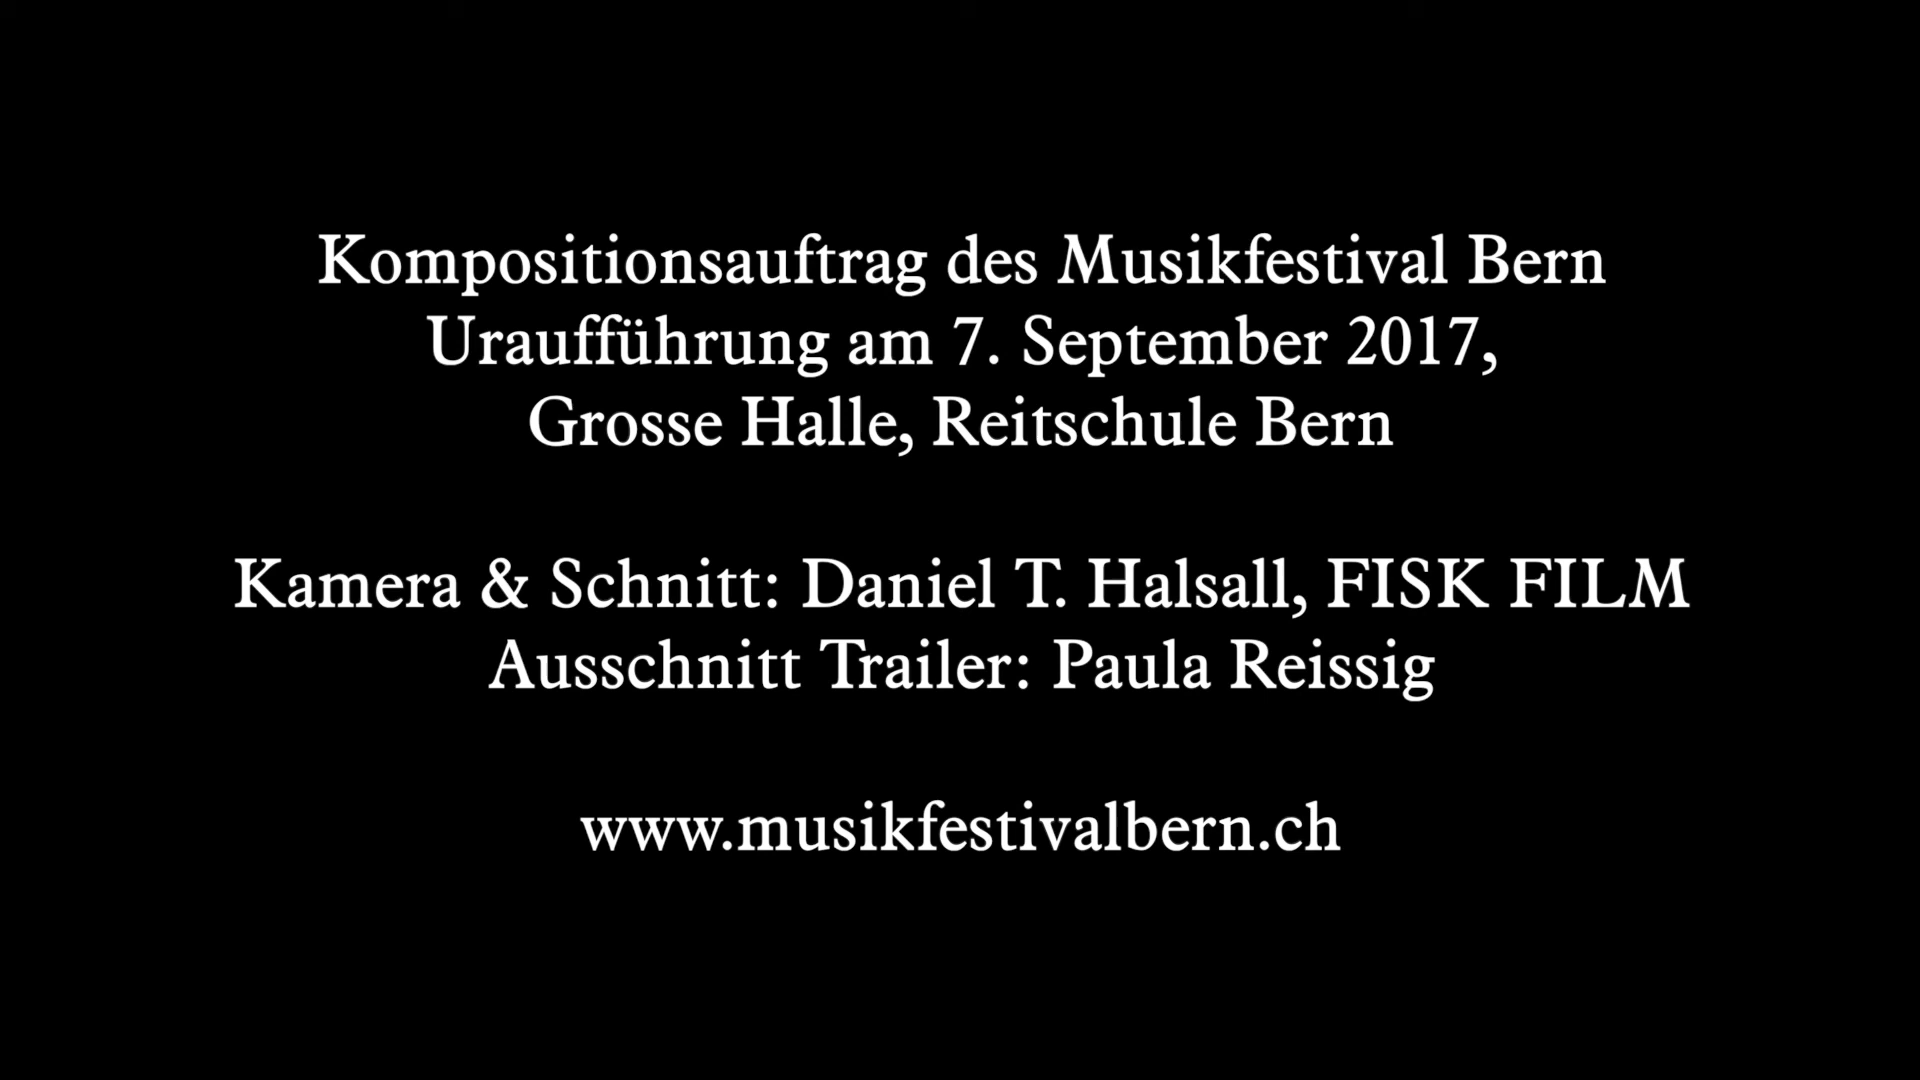 Kompositionsauftrag des Musikfestival Bern
Uraufführung am 7. September 2017,
Grosse Halle, Reitschule Bern
Kamera & Schnitt: Daniel T. Halsall, FISK FILM
Ausschnitt Trailer: Paula Reissig
www.musikfestivalbern.ch